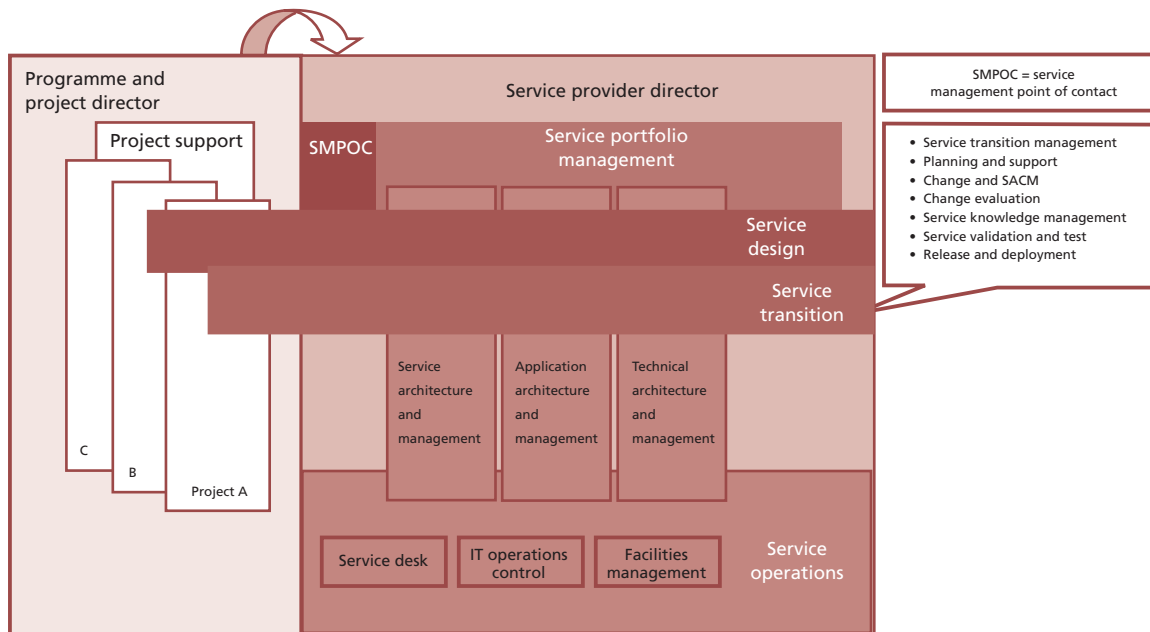 Programme and
project director
Project support
C
B
Project A
Service provider director
SMPOC
Service portfolio
management
Service
design
Service
transition
Service
architecture
and
management
Application
architecture
and
management
Technical
architecture
and
management
Service desk
IT operations
control
Facilities
management
Service
operations
SMPOC = service
management point of contact
• Service transition management
• Planning and support
• Change and SACM
• Change evaluation
• Service knowledge management
• Service validation and test
• Release and deployment